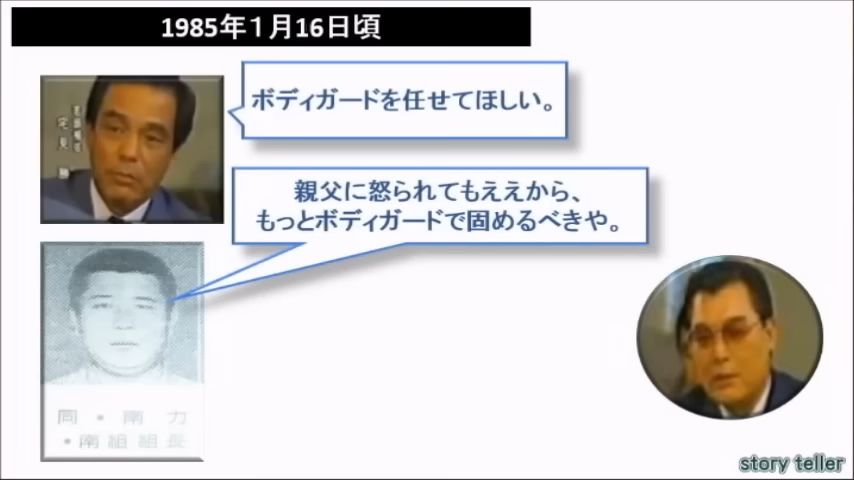 1985年１月16日頃
ボディガードを任せてほしい。
宅見 勝
親父に怒られてもええから、
もっとボディガードで固めるべきや。
同・南 力
・南組組長
story teller